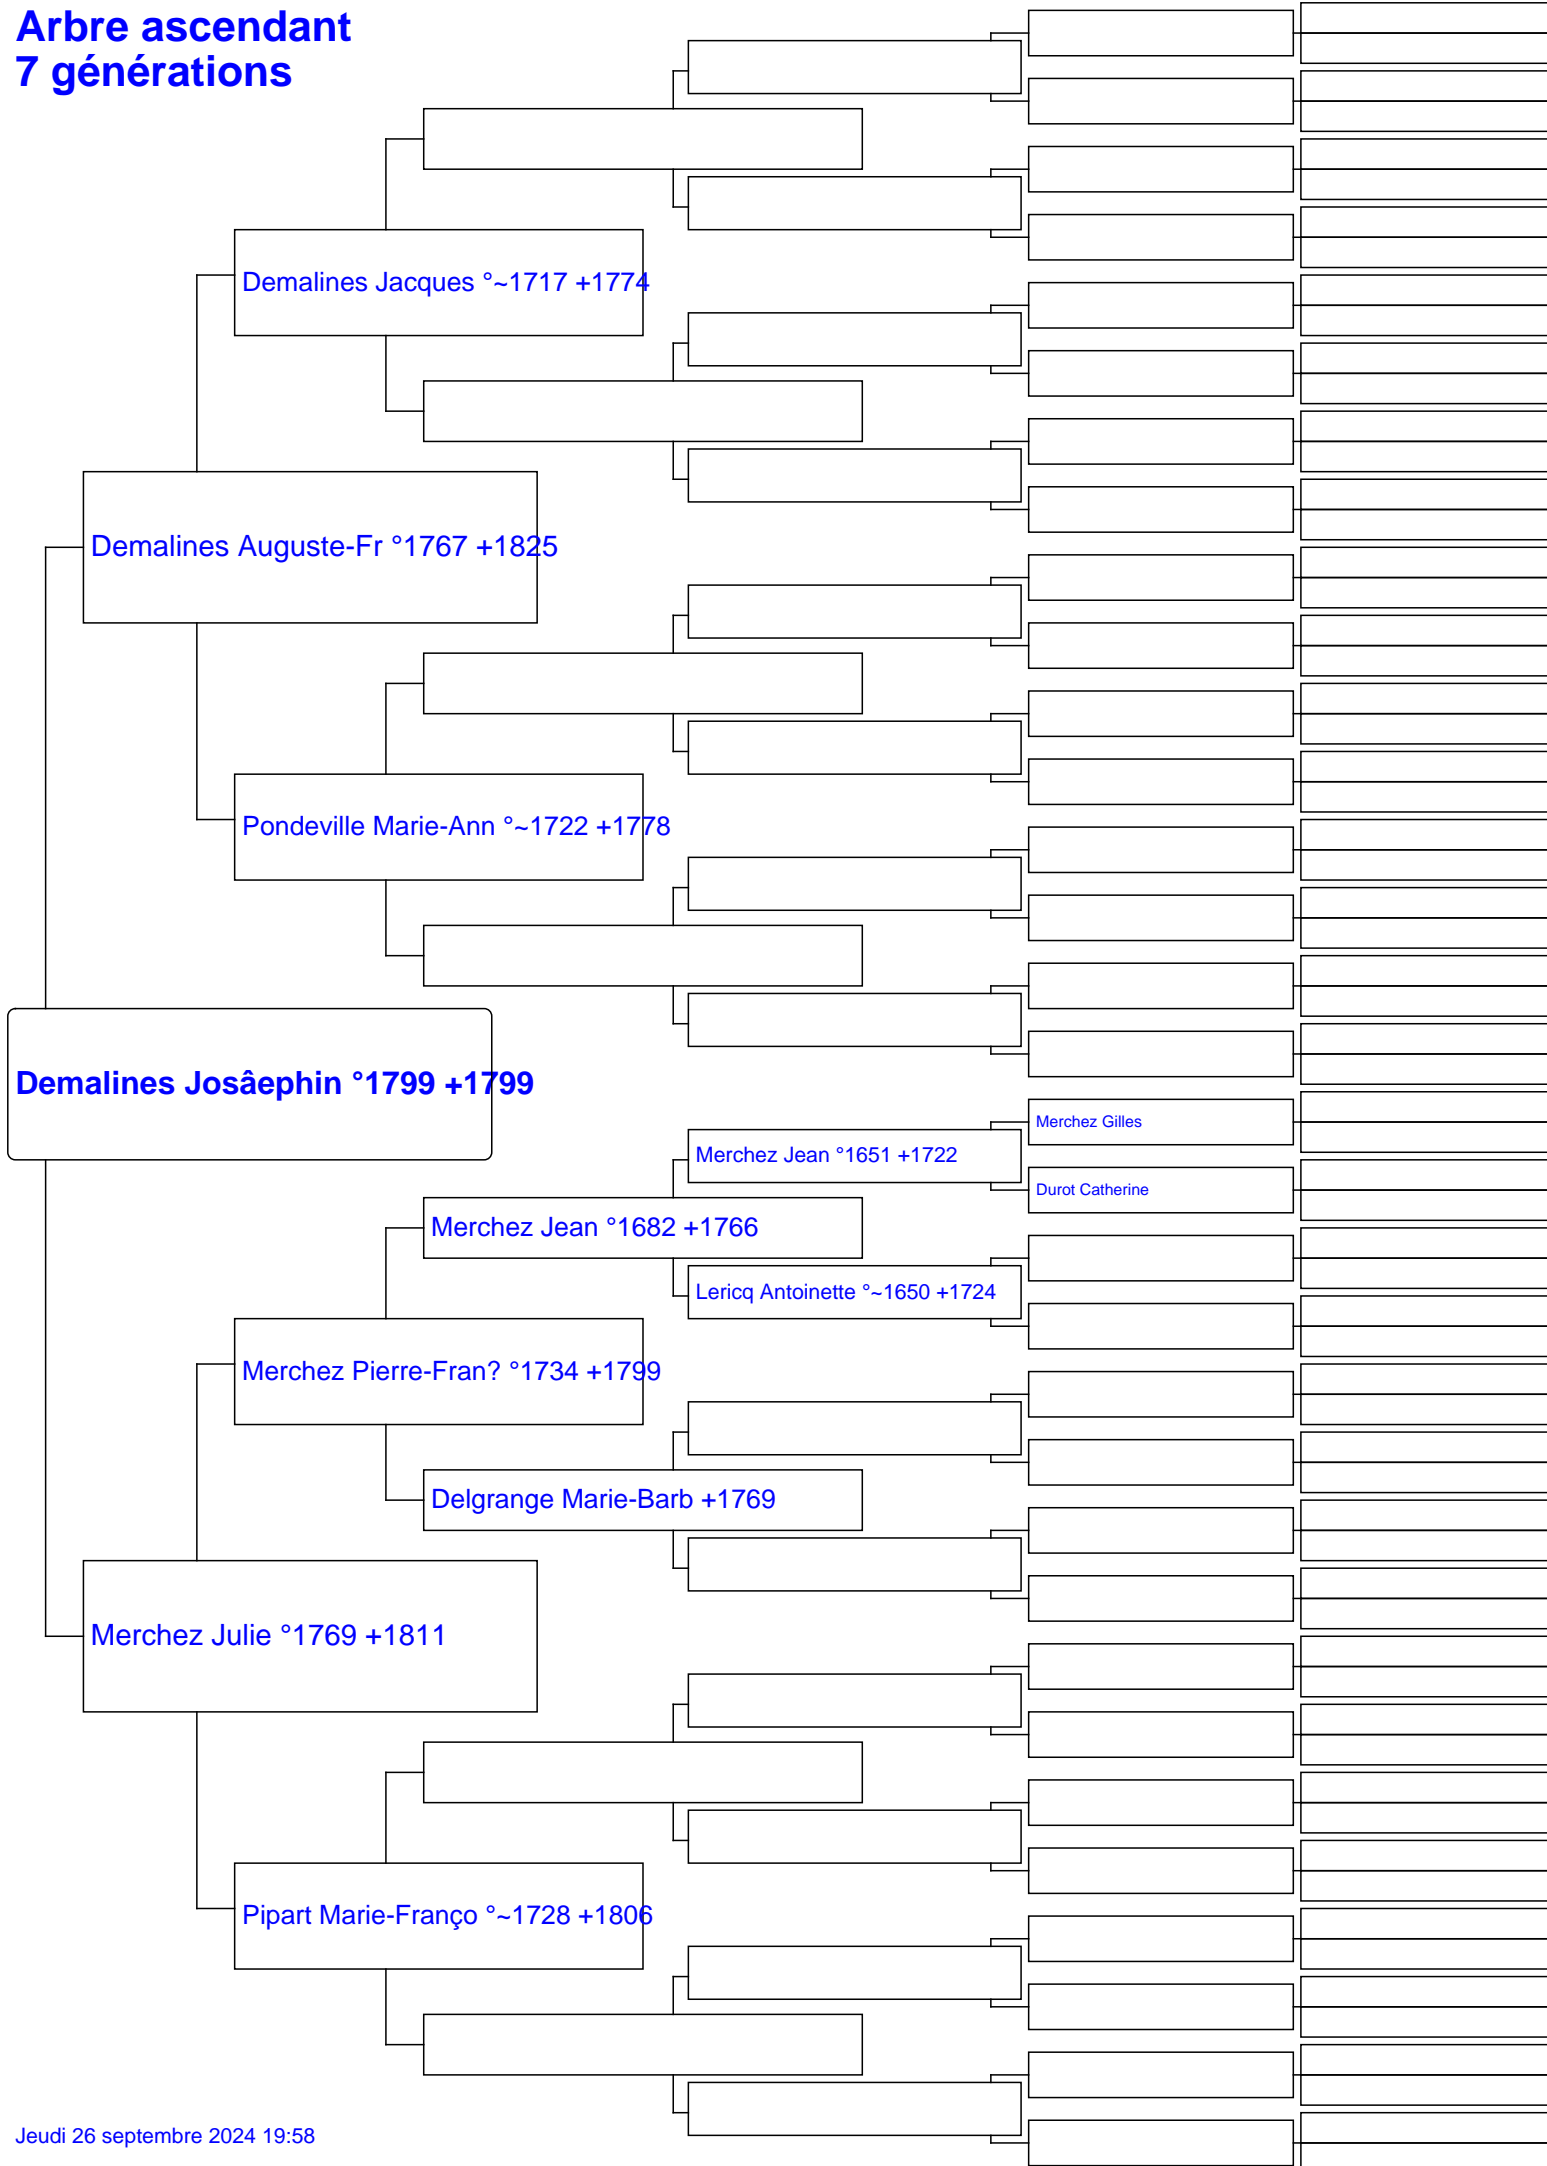 Arbre ascendant
7 générations
Demalines Jacques °~1717 +1774
Demalines Auguste-Fr °1767 +1825
Pondeville Marie-Ann °~1722 +1778
Demalines Josâephin °1799 +1799
Merchez Gilles
Merchez Jean °1651 +1722
Durot Catherine
Merchez Jean °1682 +1766
Lericq Antoinette °~1650 +1724
Merchez Pierre-Fran? °1734 +1799
Delgrange Marie-Barb +1769
Merchez Julie °1769 +1811
Pipart Marie-Franço °~1728 +1806
Jeudi 26 septembre 2024 19:58